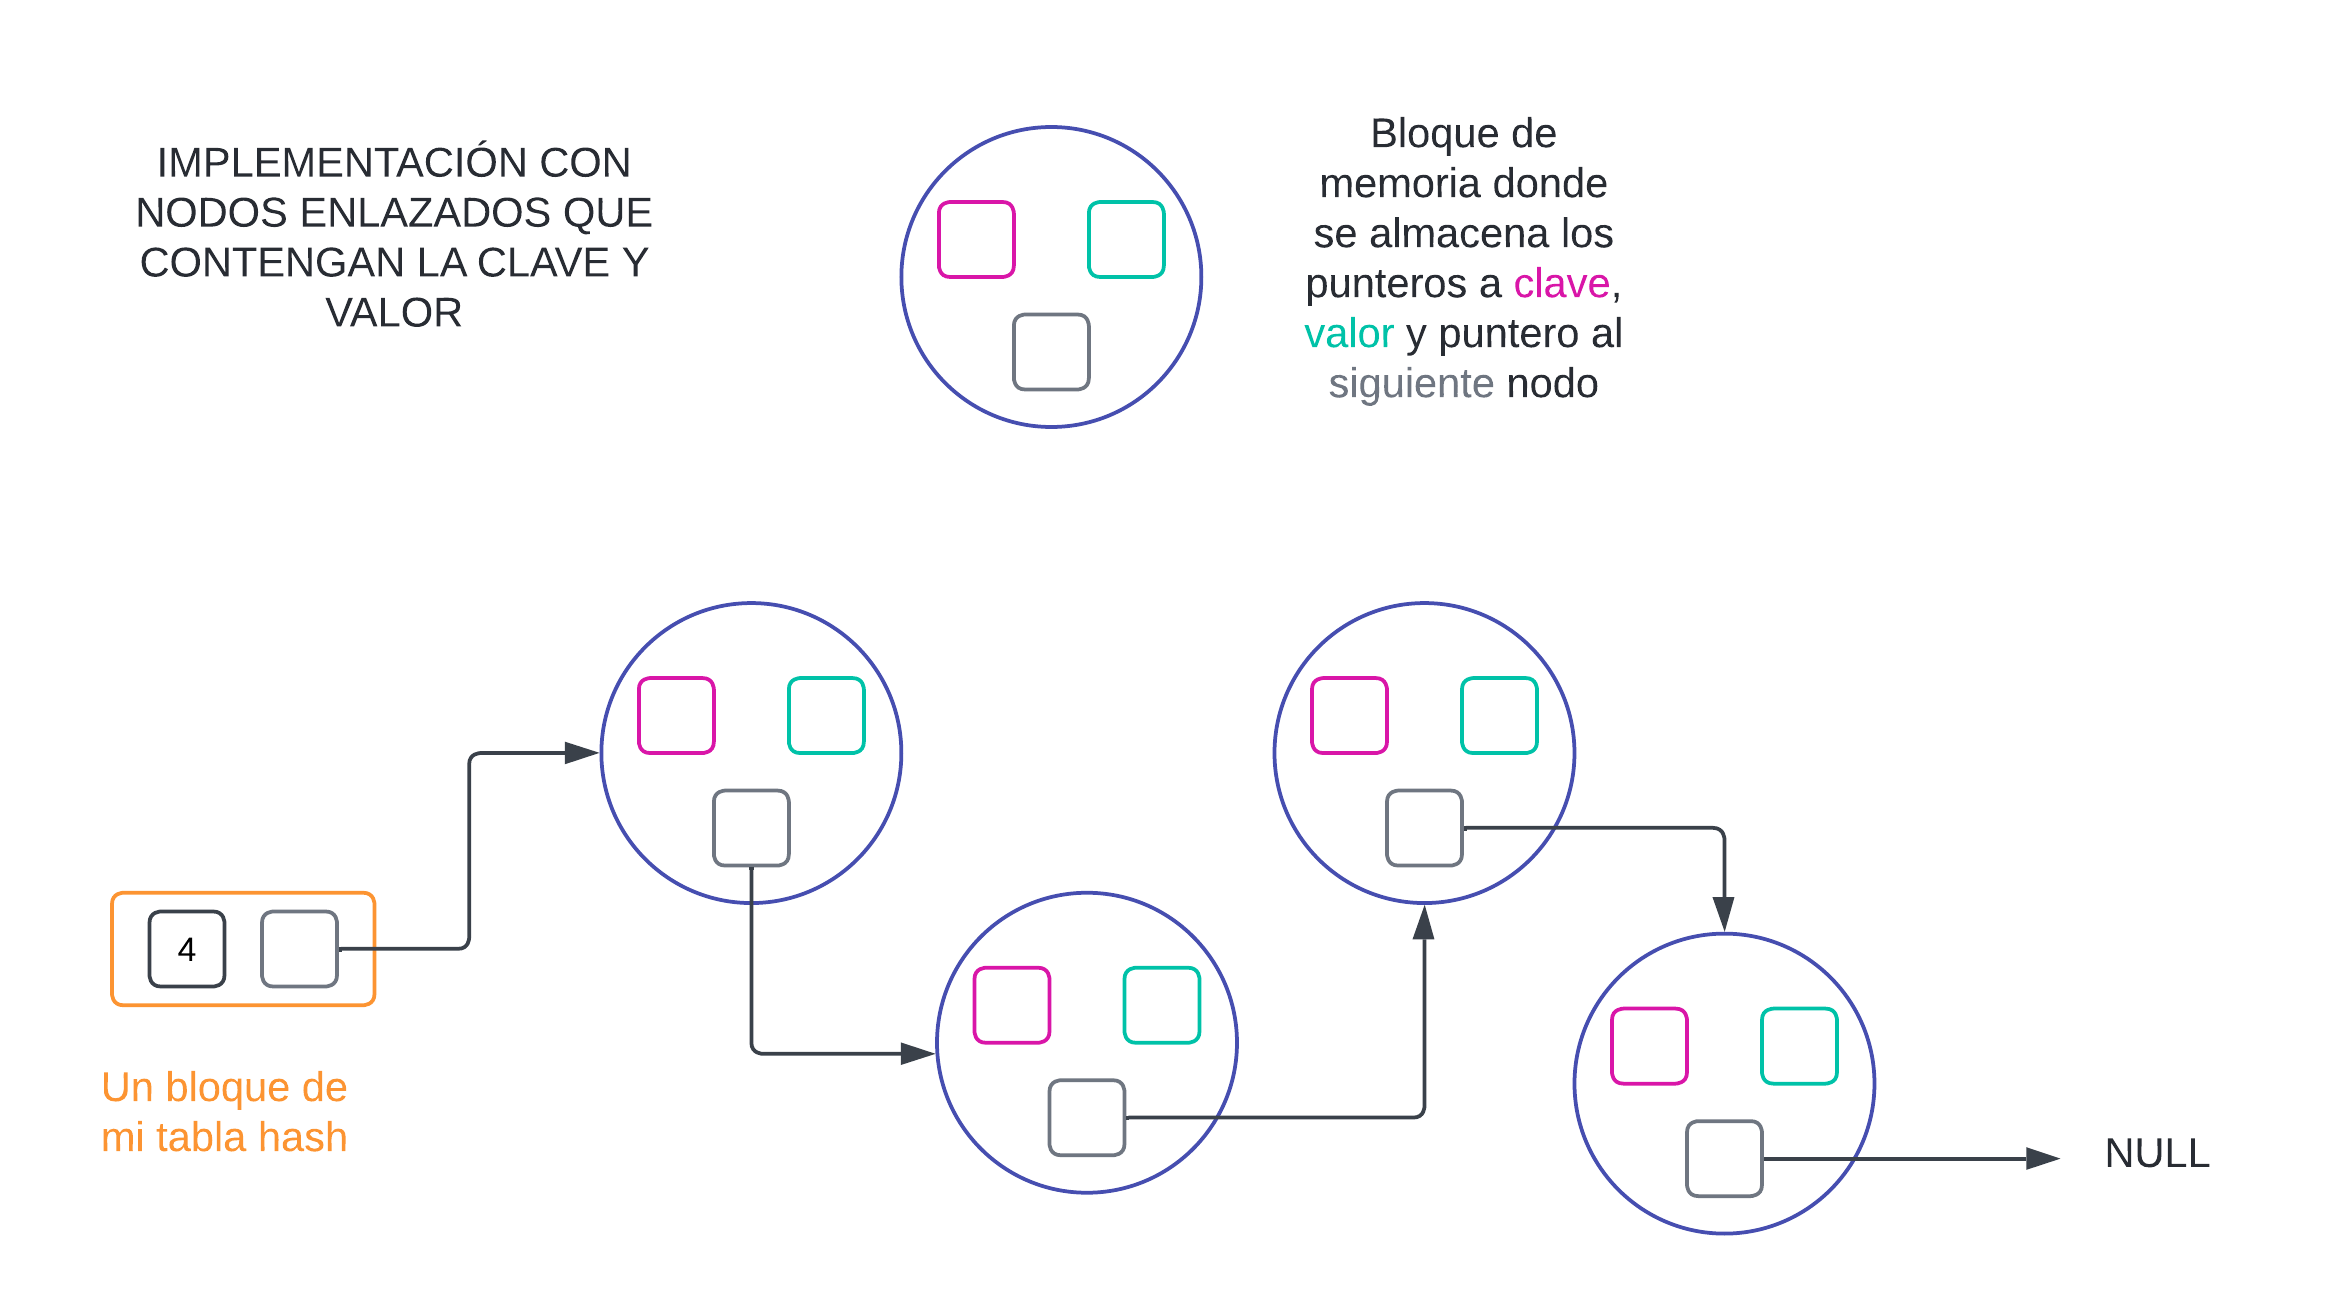 IMPLEMENTACIÓN CON
NODOS ENLAZADOS QUE
CONTENGAN LA CLAVE Y
VALOR
Bloque de
memoria donde
se almacena los
punteros a clave,
valor y puntero al
siguiente nodo
4
Un bloque de
mi tabla hash
NULL